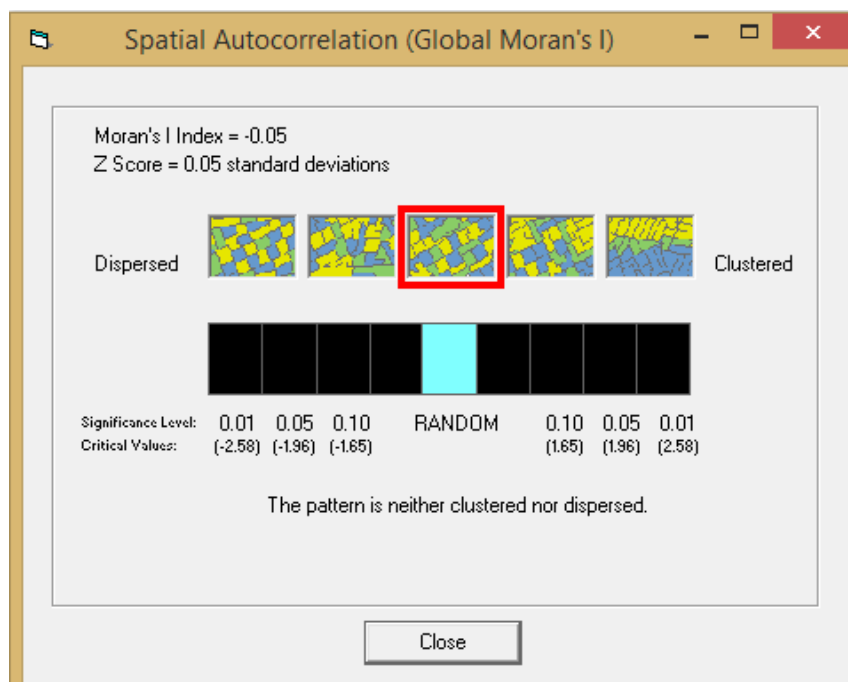 Spatial Autocorrelation (Global Moran's I)
Moran's I Index = -0.05
Z Score = 0.05 standard deviations
Dispersed
Clustered
Significance Level: 0.01 0.05 0.10 RANDOM 0.10 0.05 0.01
Critical Values: (-2.58) (-1.96) (-1.65) (1.65) (1.96) (2.58)
The pattern is neither clustered nor dispersed.
Close